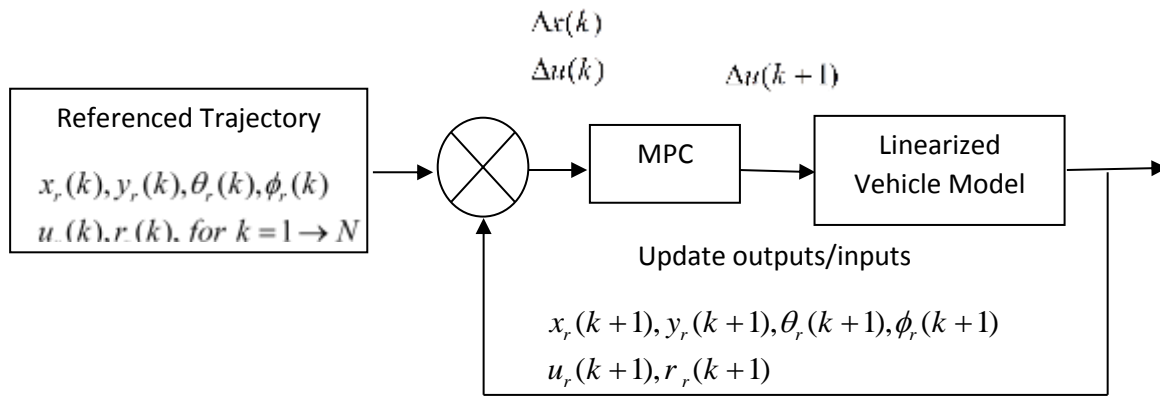 Δx(k)
Δu(k)
Δu(k + 1)
Referenced Trajectory
x_r(k), y_r(k), θ_r(k), ϕ_r(k)
u_r(k), r_r(k), for k = 1 → N
MPC
Linearized
Vehicle Model
Update outputs/inputs
x_r(k+1), y_r(k+1), θ_r(k+1), ϕ_r(k+1)
u_r(k+1), r_r(k+1)